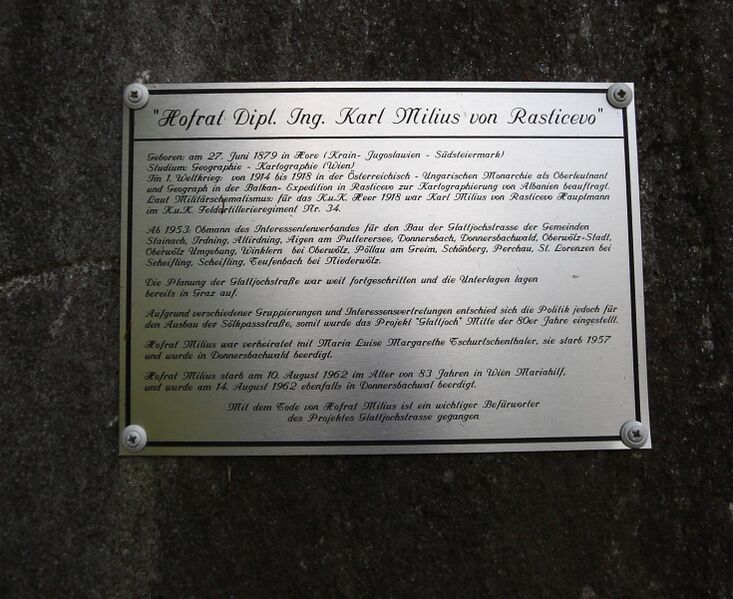 "Hofrat Dipl. Ing. Karl Milius von Rasticevo"
Geboren: am 27. Juni 1879 in Hore (Krain- Jugoslawien - Südsteiermark)
Studium: Geographie - Kartographie (Wien)
Im 1. Weltkrieg: von 1914 bis 1918 in der Österreichisch - Ungarischen Monarchie als Oberleutnant
und Geograph in der Balkan- Expedition in Rasticevo zur Kartographierung von Albanien beauftragt.
Laut Militärschematismus: für das K.u.K. Heer 1918 war Karl Milius von Rasticevo Hauptmann
im K.u.K. Feldartillerieregiment Nr. 34.
Ab 1953: Obmann des Interessentenverbandes für den Bau der Glattjochstrasse der Gemeinden
Stainach, Irdning, Altirdning, Aigen am Putterersee, Donnersbach, Donnersbachwald, Oberwölz-Stadt,
Oberwölz Umgebung, Winklern bei Oberwölz, Pöllau am Greim, Schönberg, Perchau, St. Lorenzen bei
Scheifling, Scheifling, Teufenbach bei Niederwölz.
Die Planung der Glattjochstraße war weit fortgeschritten und die Unterlagen lagen
bereits in Graz auf.
Aufgrund verschiedener Gruppierungen und Interessensvertretungen entschied sich die Politik jedoch für
den Ausbau der Sölkpassstraße, somit wurde das Projekt "Glattjoch" Mitte der 80er Jahre eingestellt.
Hofrat Milius war verheiratet mit Maria Luise Margarethe Tschurtschenthaler, sie starb 1957
und wurde in Donnersbachwald beerdigt.
Hofrat Milius starb am 10. August 1962 im Alter von 83 Jahren in Wien Mariahilf,
und wurde am 14. August 1962 ebenfalls in Donnersbachwal beerdigt.
Mit dem Tode von Hofrat Milius ist ein wichtiger Befürworter
des Projektes Glattjochstrasse gegangen.